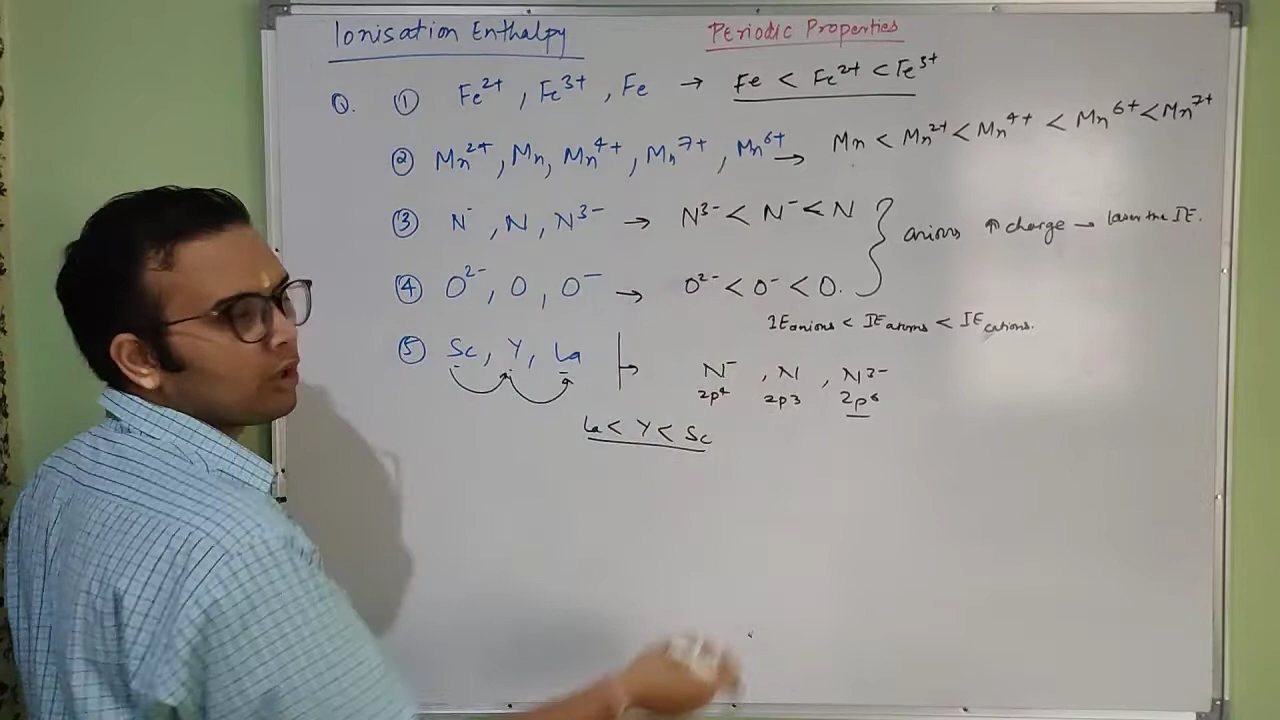 Ionisation Enthalpy
Periodic Properties
Q. ① Fe²⁺, Fe³⁺, Fe → Fe < Fe²⁺ < Fe³⁺
② Mn²⁺, Mn, Mn⁴⁺, Mn⁷⁺, Mn⁶⁺ → Mn < Mn²⁺ < Mn⁴⁺ < Mn⁶⁺ < Mn⁷⁺
③ N⁻, N, N³⁻ → N³⁻ < N⁻ < N } anions ↑ charge → the IE.
④ O²⁻, O, O⁻ → O²⁻ < O⁻ < O.
IE anions < IE atoms < IE cations.
⑤ Sc, Y, La →
N⁻, N, N³⁻
2p⁴ 2p3 2p⁶
La < Y < Sc